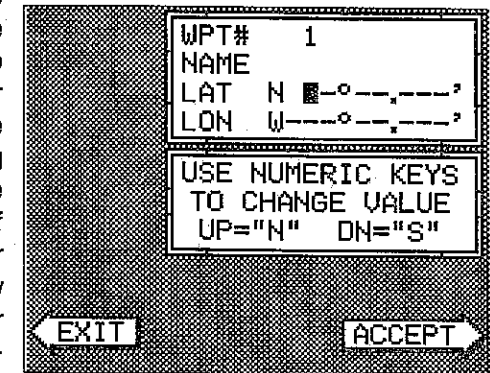 WPT# 1
NAME
LAT N █-°--.---'
LON W---°--.---'
USE NUMERIC KEYS
TO CHANGE VALUE
UP="N" DN="S"
EXIT ACCEPT